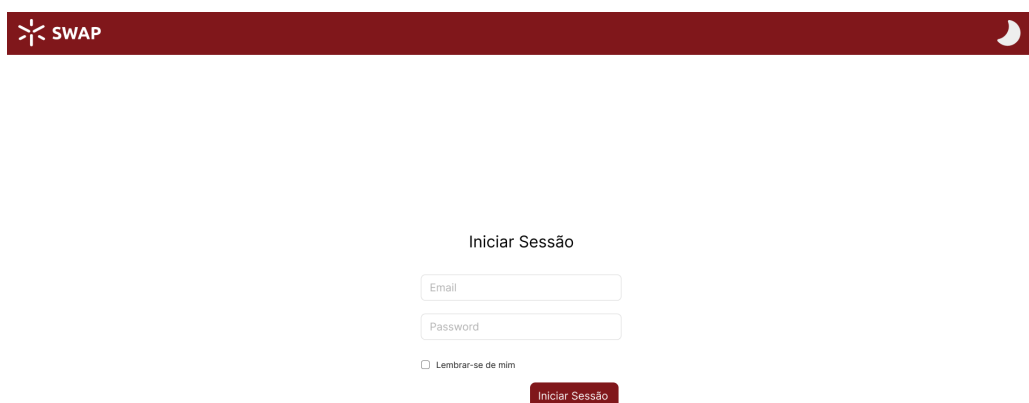 SWAP
Iniciar Sessão
Email
Password
Lembrar-se de mim
Iniciar Sessão